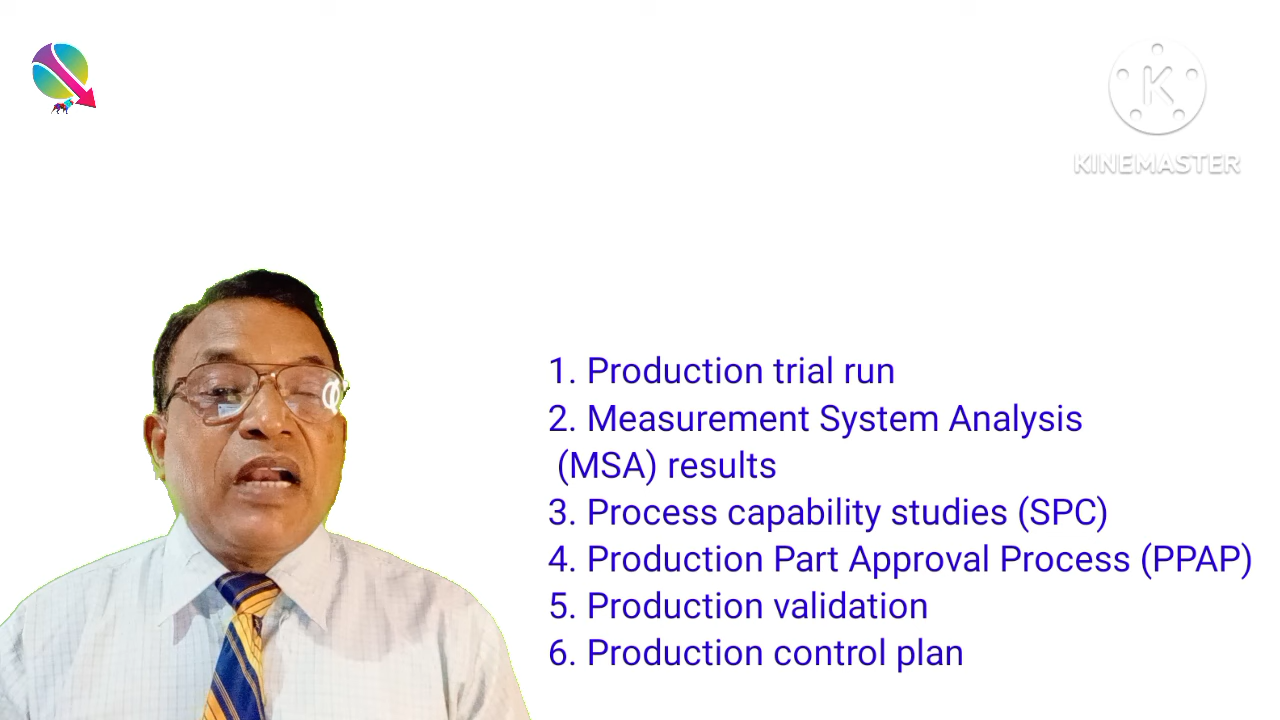 KINEMASTER
1. Production trial run
2. Measurement System Analysis
(MSA) results
3. Process capability studies (SPC)
4. Production Part Approval Process (PPAP)
5. Production validation
6. Production control plan